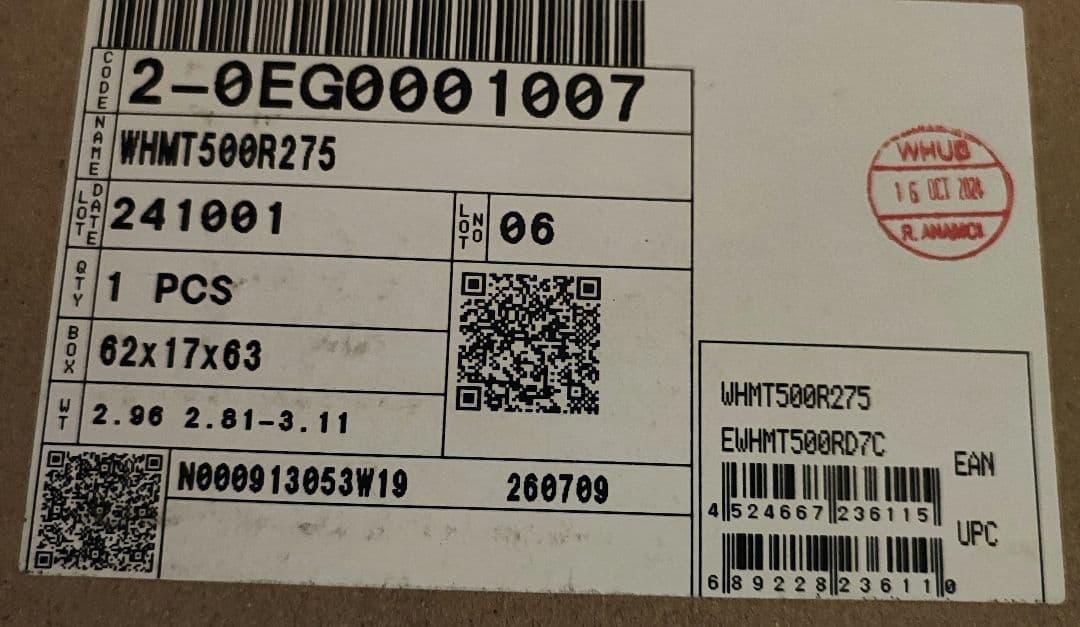 CODE 2-0EG0001007
NAME WHMT500R275
LOT DATE 241001 LOT NO 06
QTY 1 PCS
BOX 62x17x63
WT 2.96 2.81-3.11
N000913053W19 260709
WHUB
16 OCT 2024
WHMT500R275
EWHMT500RD7C
EAN
4 524667 236115
UPC
6 89228 23611 0